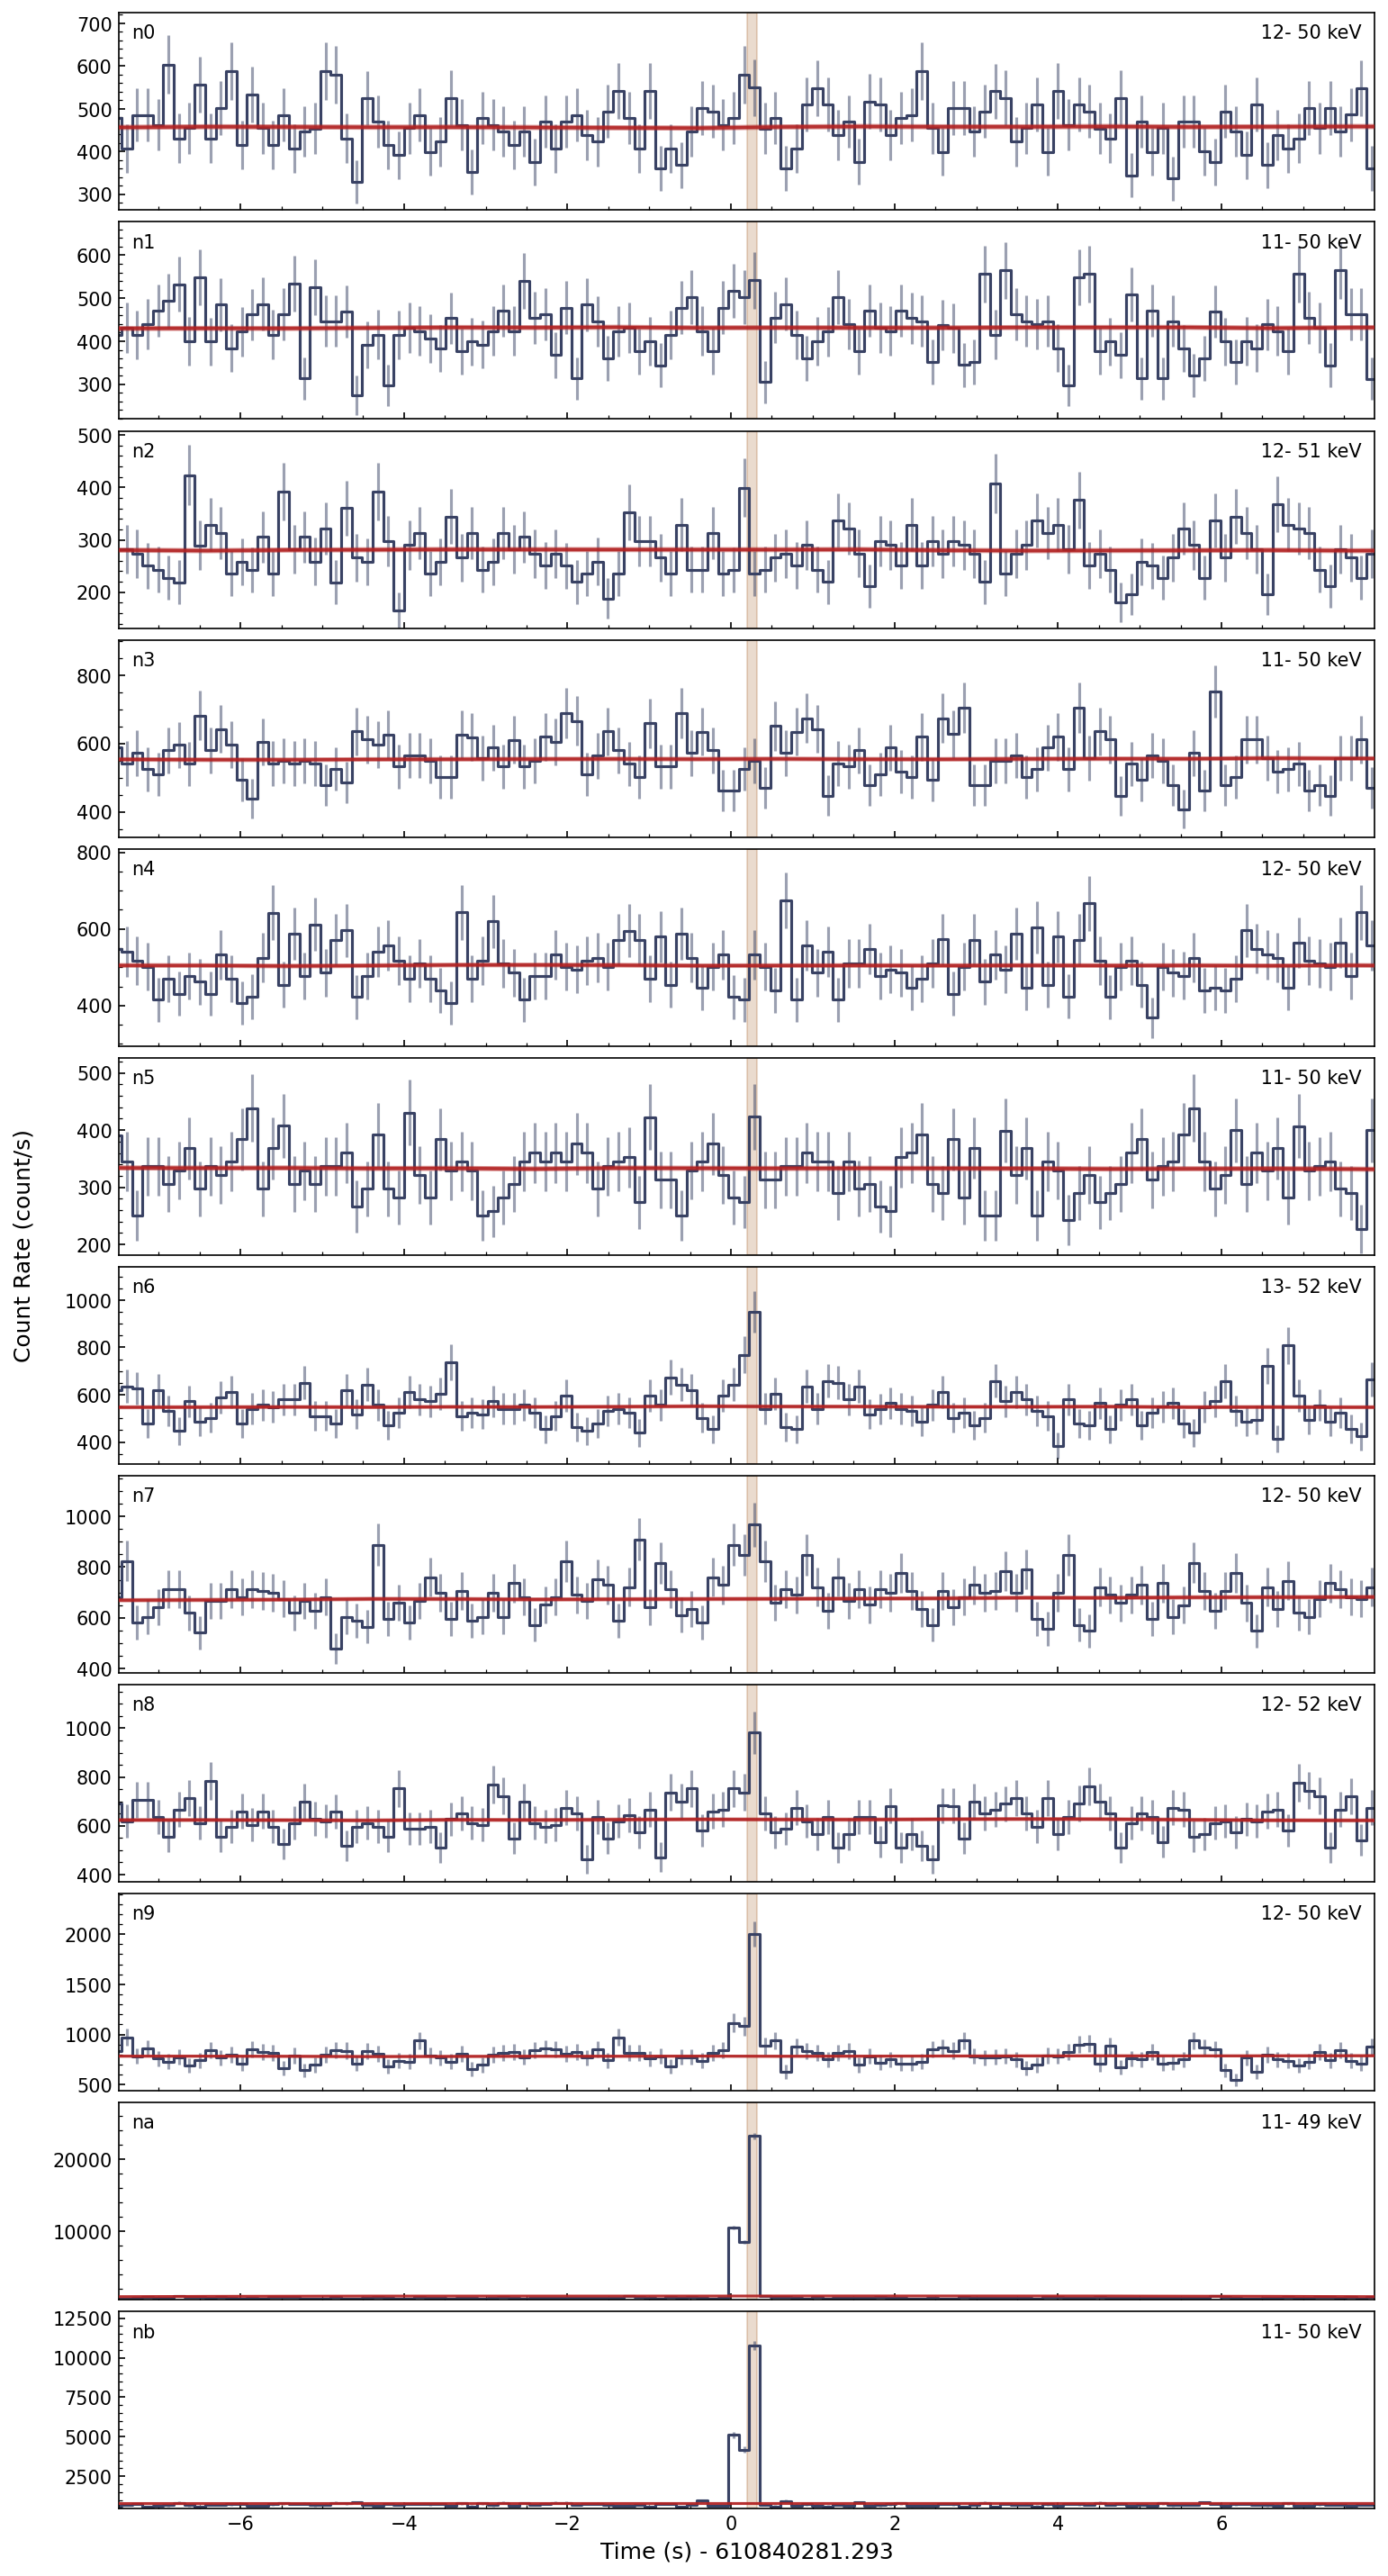 700
n0
12- 50 keV
600
500
400
300
n1
11- 50 keV
600
500
400
300
500
n2
12- 51 keV
400
300
200
n3
11- 50 keV
800
600
400
800
n4
12- 50 keV
600
400
500
n5
11- 50 keV
400
300
200
Count Rate (count/s)
n6
13- 52 keV
1000
800
600
400
n7
12- 50 keV
1000
800
600
400
n8
12- 52 keV
1000
800
600
400
n9
12- 50 keV
2000
1500
1000
500
na
11- 49 keV
20000
10000
12500
nb
11- 50 keV
10000
7500
5000
2500
−6 −4 −2 0 2 4 6
Time (s) - 610840281.293